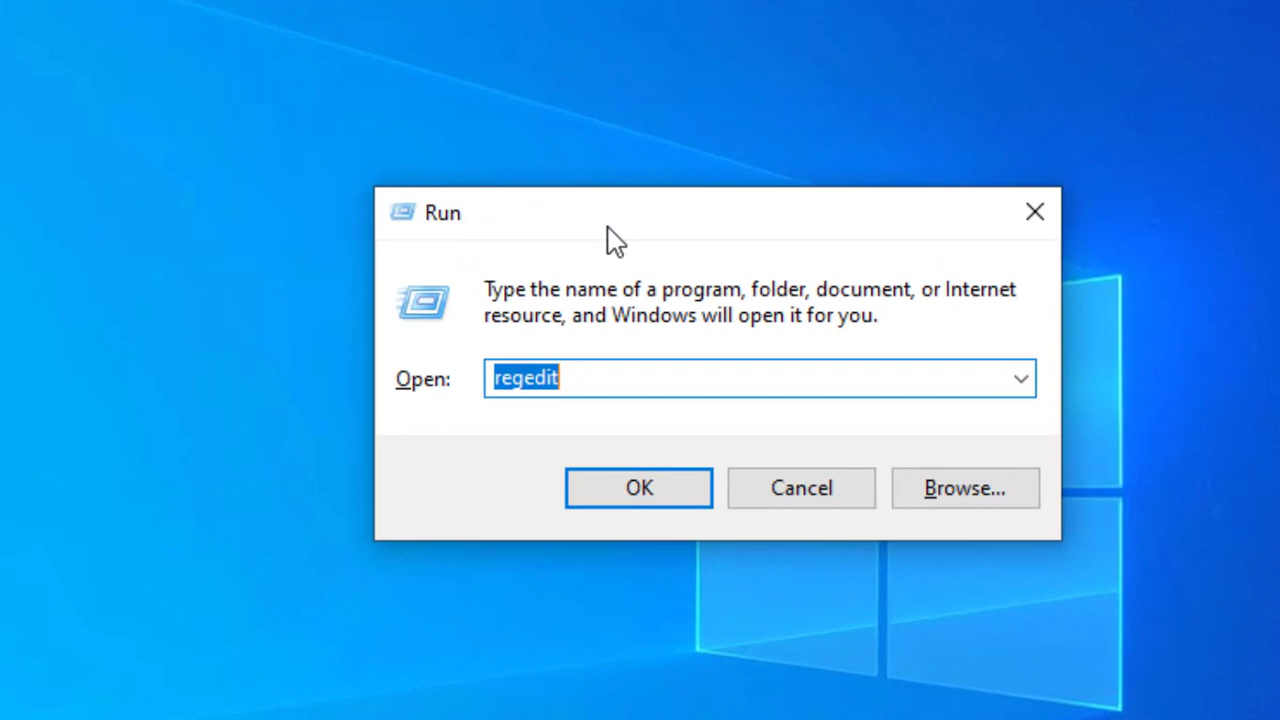 Run
Type the name of a program, folder, document, or Internet
resource, and Windows will open it for you.
Open: regedit
OK Cancel Browse...